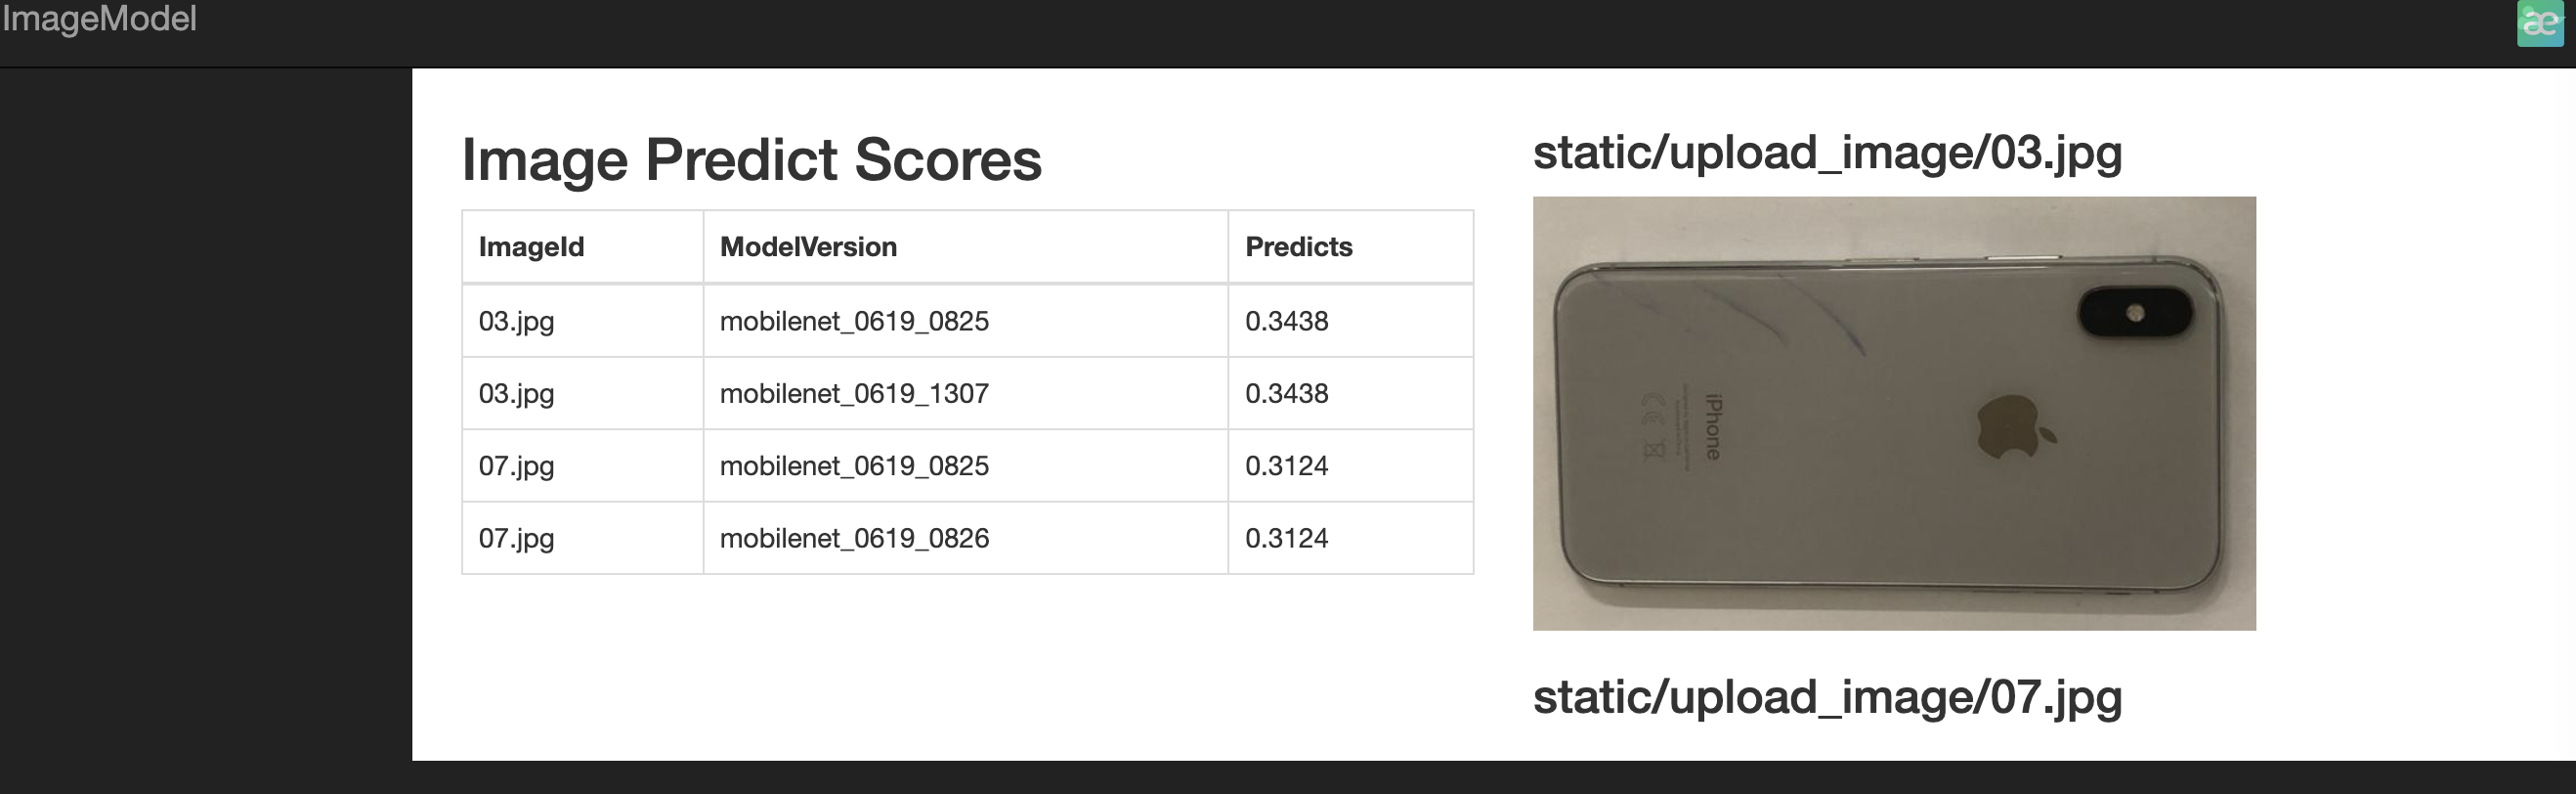 ImageModel
æ
Image Predict Scores
ImageId ModelVersion Predicts
03.jpg mobilenet_0619_0825 0.3438
03.jpg mobilenet_0619_1307 0.3438
07.jpg mobilenet_0619_0825 0.3124
07.jpg mobilenet_0619_0826 0.3124
static/upload_image/03.jpg
iPhone
static/upload_image/07.jpg